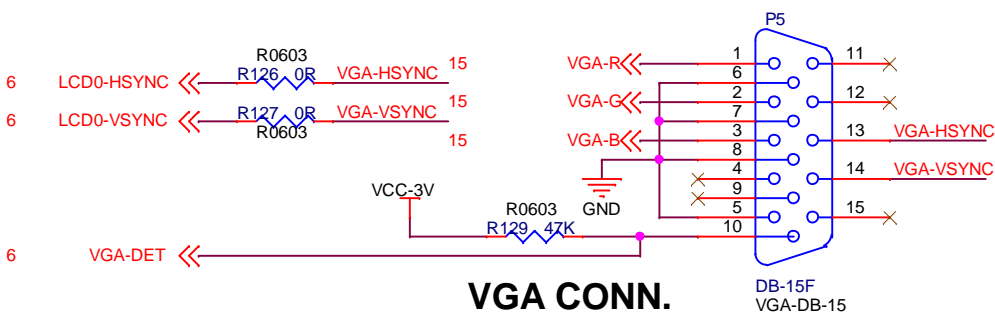 P5
R0603
15
VGA-R
1
11
6
LCD0-HSYNC
R126
0R
VGA-HSYNC
6
15
VGA-G
2
12
6
LCD0-VSYNC
R127
0R
VGA-VSYNC
7
R0603
15
VGA-B
3
13
VGA-HSYNC
8
4
14
VGA-VSYNC
VCC-3V
9
R0603
GND
5
15
R129
47K
10
6
VGA-DET
VGA CONN.
DB-15F
VGA-DB-15